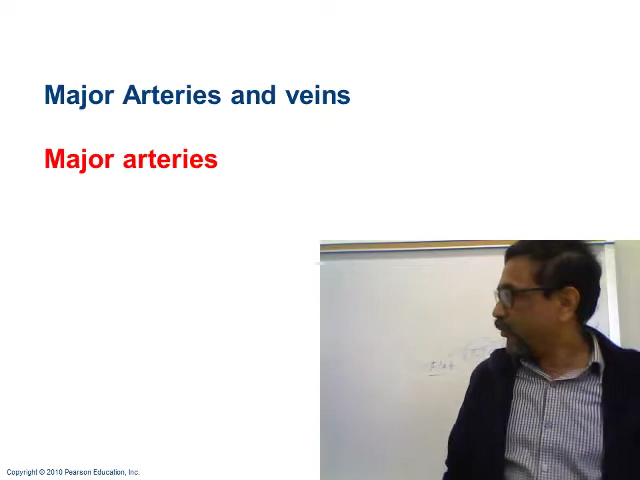 Major Arteries and veins
Major arteries
Copyright © 2010 Pearson Education, Inc.